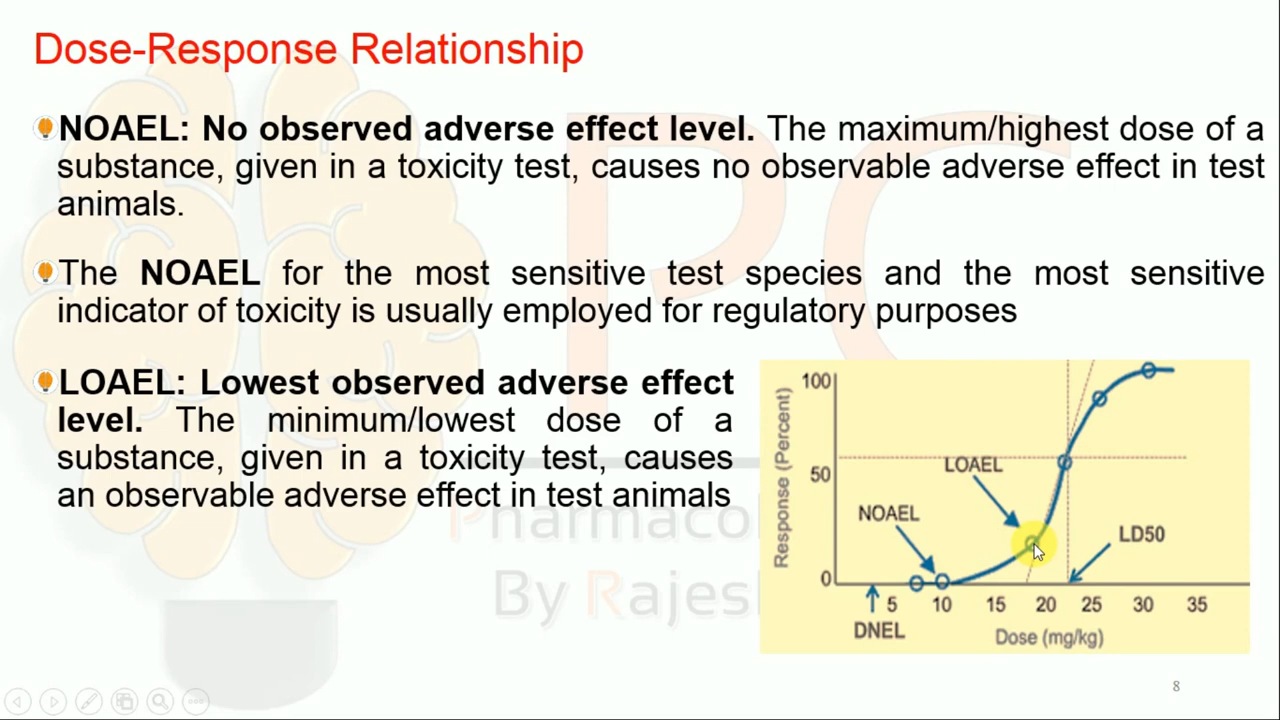 Dose-Response Relationship
NOAEL: No observed adverse effect level. The maximum/highest dose of a
substance, given in a toxicity test, causes no observable adverse effect in test
animals.
The NOAEL for the most sensitive test species and the most sensitive
indicator of toxicity is usually employed for regulatory purposes
LOAEL: Lowest observed adverse effect
level. The minimum/lowest dose of a
substance, given in a toxicity test, causes
an observable adverse effect in test animals
Response (Percent)
100
50
0
LOAEL
NOAEL
LD50
5 10 15 20 25 30 35
DNEL
Dose (mg/kg)
PC
By
8